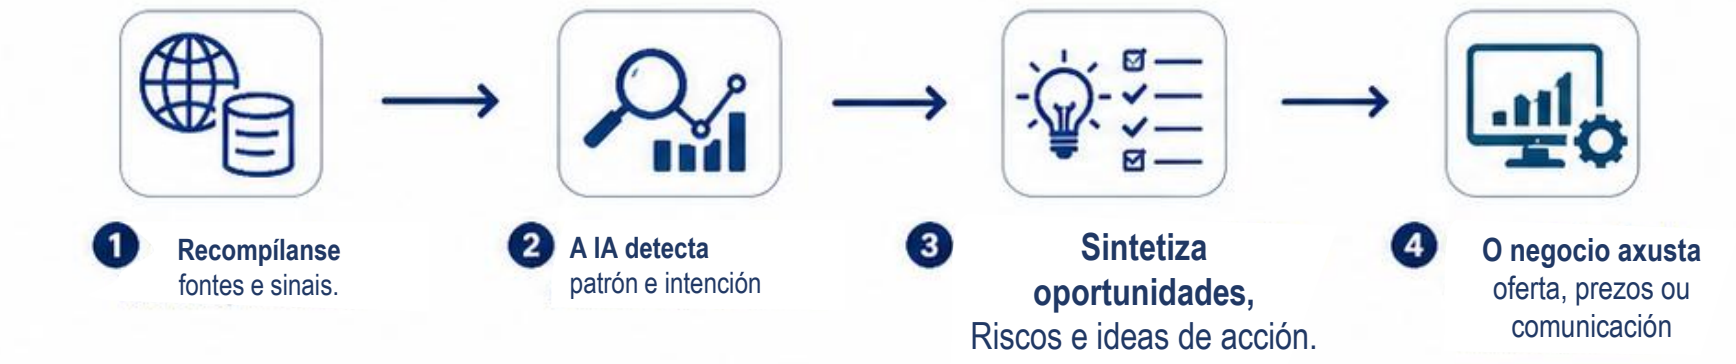 1
Recompílanse
fontes e sinais.
2
A IA detecta
patrón e intención
3
Sintetiza
oportunidades,
Riscos e ideas de acción.
4
O negocio axusta
oferta, prezos ou
comunicación